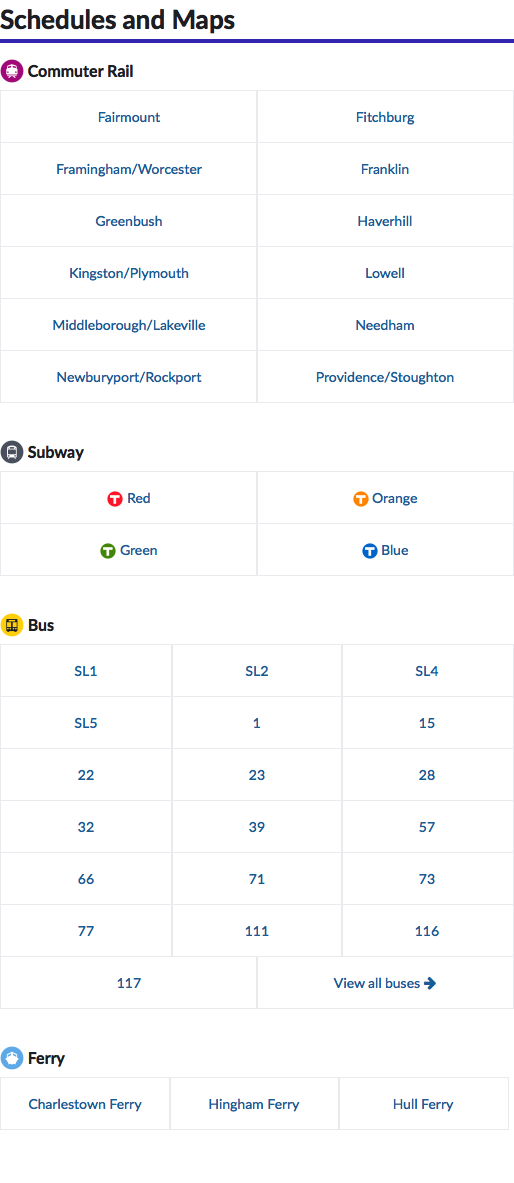 Schedules and Maps
Commuter Rail
Fairmount Fitchburg
Framingham/Worcester Franklin
Greenbush Haverhill
Kingston/Plymouth Lowell
Middleborough/Lakeville Needham
Newburyport/Rockport Providence/Stoughton
Subway
T Red T Orange
T Green T Blue
Bus
SL1 SL2 SL4
SL5 1 15
22 23 28
32 39 57
66 71 73
77 111 116
117 View all buses
Ferry
Charlestown Ferry Hingham Ferry Hull Ferry